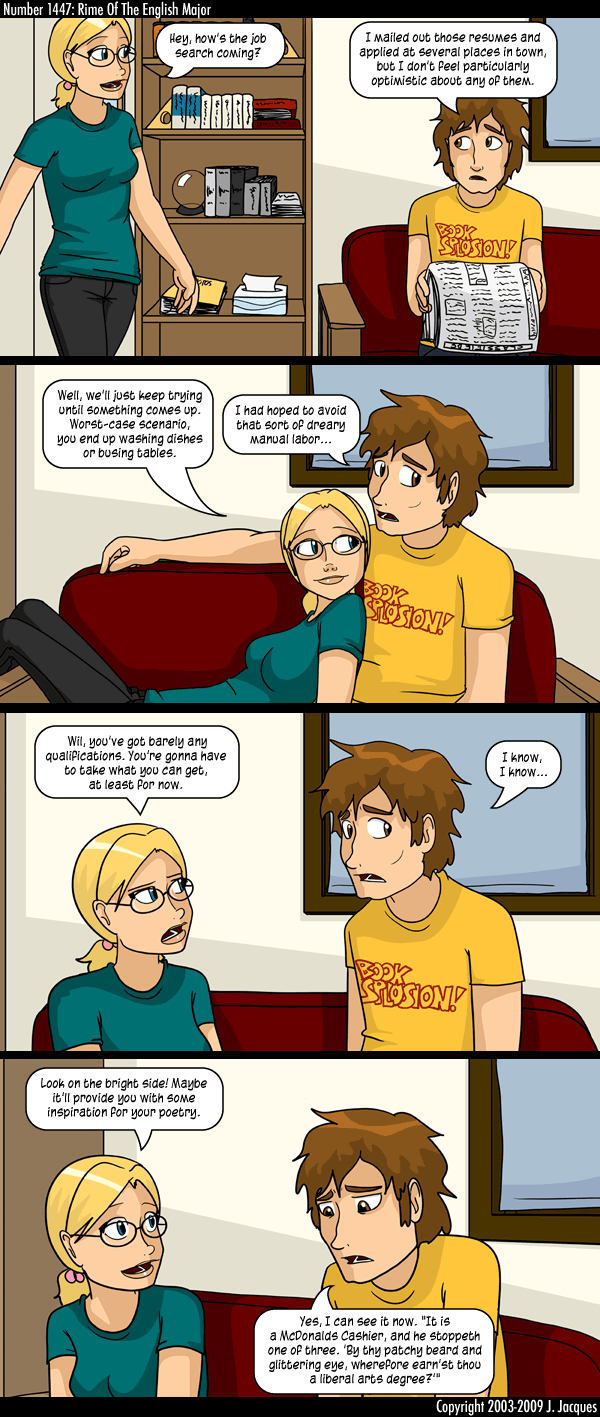 Number 1447: Rime Of The English Major
Hey, how's the job
search coming?
I mailed out those resumes and
applied at several places in town,
but I don't feel particularly
optimistic about any of them.
BOOK
SPLOSION!
Well, we'll just keep trying
until something comes up.
Worst-case scenario,
you end up washing dishes
or busing tables.
I had hoped to avoid
that sort of dreary
manual labor...
BOOK
SPLOSION!
Wil, you've got barely any
qualifications. You're gonna have
to take what you can get,
at least for now.
I know,
I know...
BOOK
SPLOSION!
Look on the bright side! Maybe
it'll provide you with some
inspiration for your poetry.
Yes, I can see it now. "It is
a McDonalds Cashier, and he stoppeth
one of three. 'By thy patchy beard and
glittering eye, wherefore earn'st thou
a liberal arts degree?'"
Copyright 2003-2009 J. Jacques